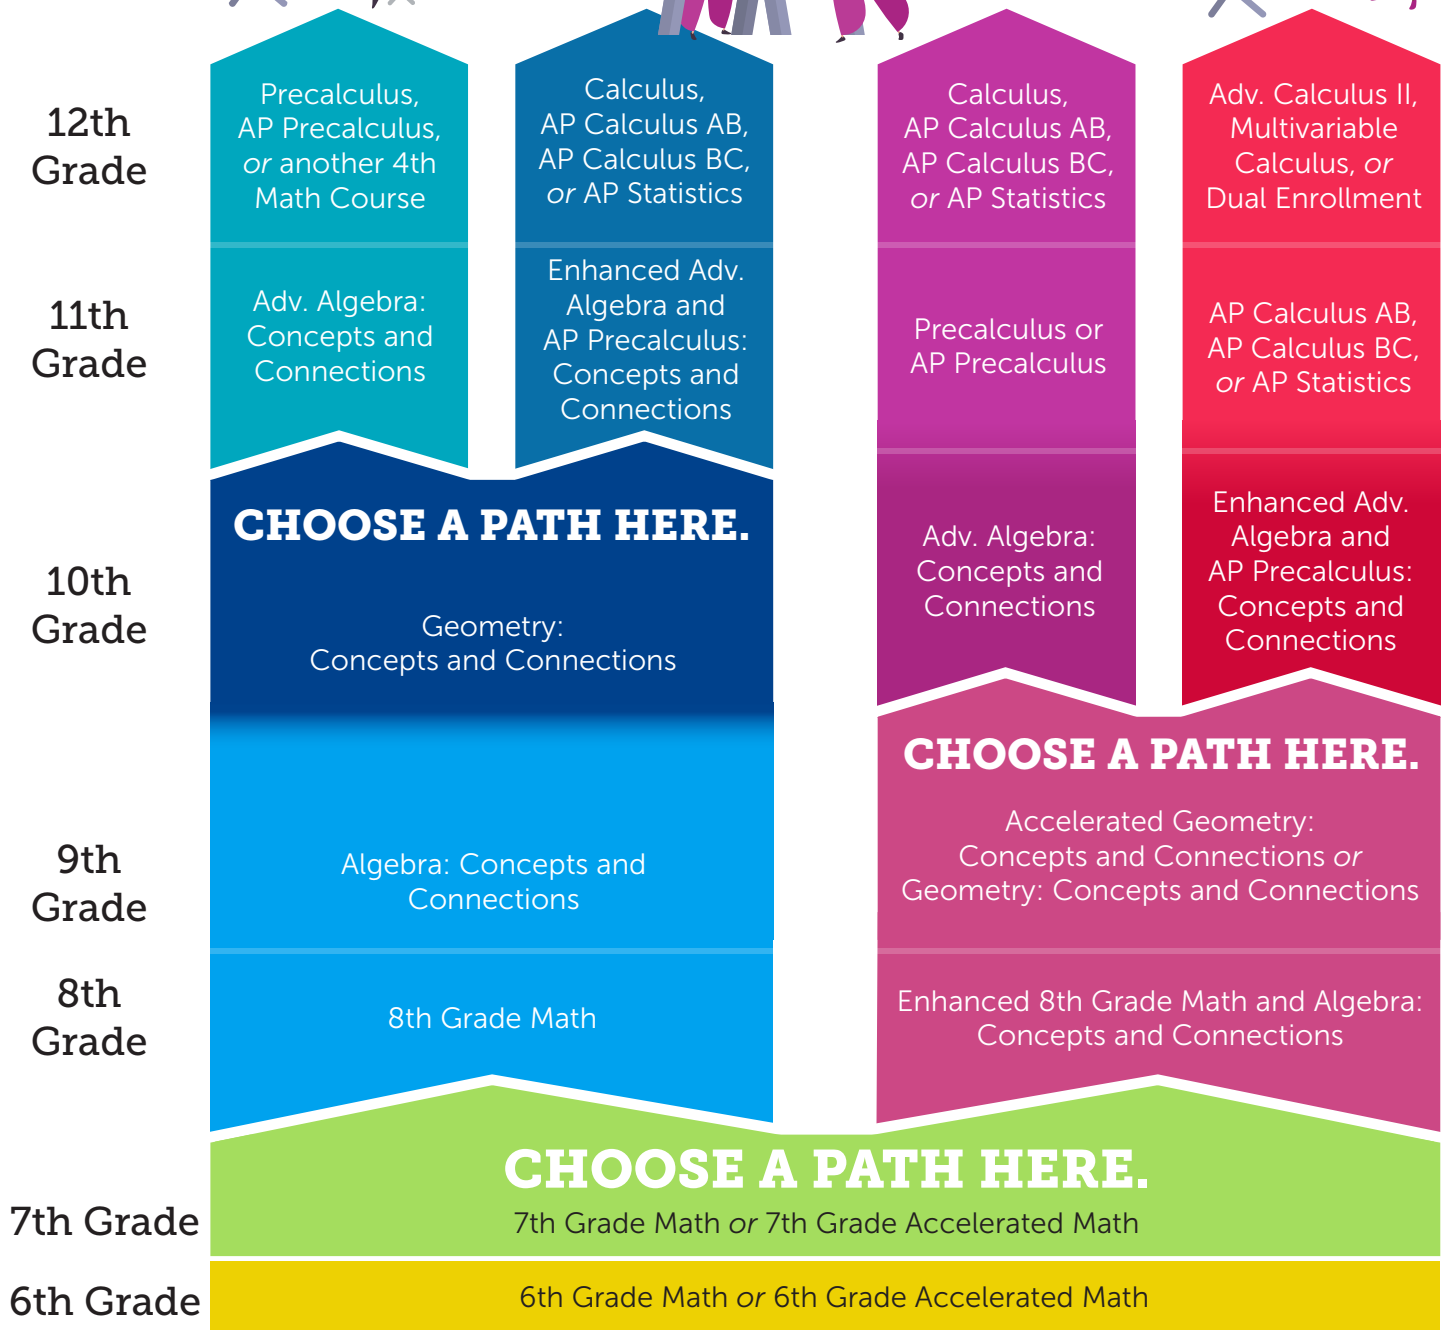 12th
Grade
Precalculus,
AP Precalculus,
or another 4th
Math Course
Calculus,
AP Calculus AB,
AP Calculus BC,
or AP Statistics
Calculus,
AP Calculus AB,
AP Calculus BC,
or AP Statistics
Adv. Calculus II,
Multivariable
Calculus, or
Dual Enrollment
11th
Grade
Adv. Algebra:
Concepts and
Connections
Enhanced Adv.
Algebra and
AP Precalculus:
Concepts and
Connections
Precalculus or
AP Precalculus
AP Calculus AB,
AP Calculus BC,
or AP Statistics
10th
Grade
CHOOSE A PATH HERE.
Geometry:
Concepts and Connections
Adv. Algebra:
Concepts and
Connections
Enhanced Adv.
Algebra and
AP Precalculus:
Concepts and
Connections
9th
Grade
Algebra: Concepts and
Connections
CHOOSE A PATH HERE.
Accelerated Geometry:
Concepts and Connections or
Geometry: Concepts and Connections
8th
Grade
8th Grade Math
Enhanced 8th Grade Math and Algebra:
Concepts and Connections
CHOOSE A PATH HERE.
7th Grade
7th Grade Math or 7th Grade Accelerated Math
6th Grade
6th Grade Math or 6th Grade Accelerated Math